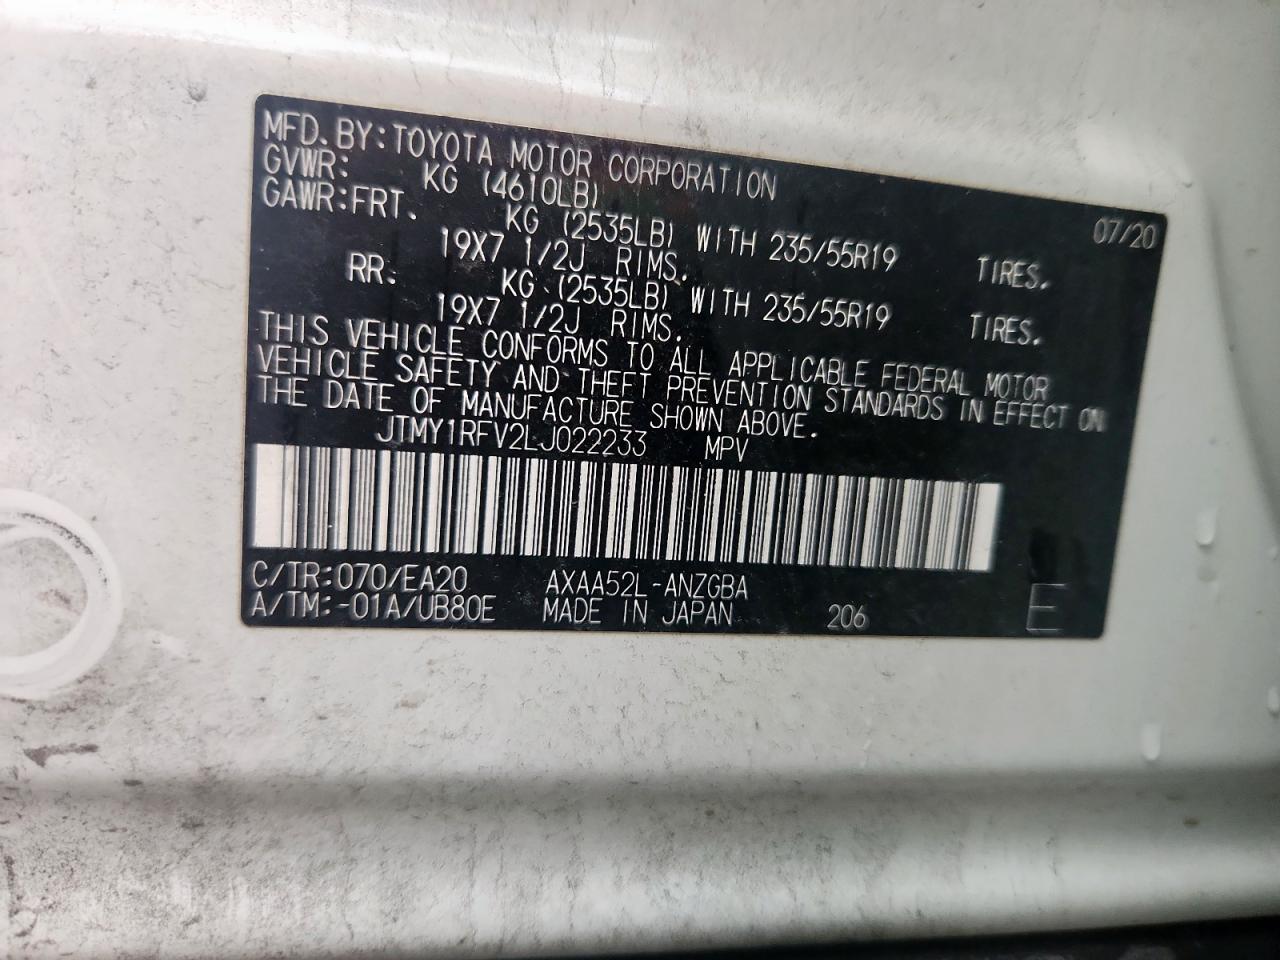 MFD. BY: TOYOTA MOTOR CORPORATION 07/20
GVWR: KG (4610LB)
GAWR: FRT. KG (2535LB) WITH 235/55R19 TIRES.
19X7 1/2J RIMS.
RR: KG (2535LB) WITH 235/55R19 TIRES.
19X7 1/2J RIMS.
THIS VEHICLE CONFORMS TO ALL APPLICABLE FEDERAL MOTOR
VEHICLE SAFETY AND THEFT PREVENTION STANDARDS IN EFFECT ON
THE DATE OF MANUFACTURE SHOWN ABOVE.
JTMY1RFV2LJ022233 MPV
C/TR:070/EA20 AXAA52L-ANZGBA
A/TM:-01A/UB80E MADE IN JAPAN 206 E